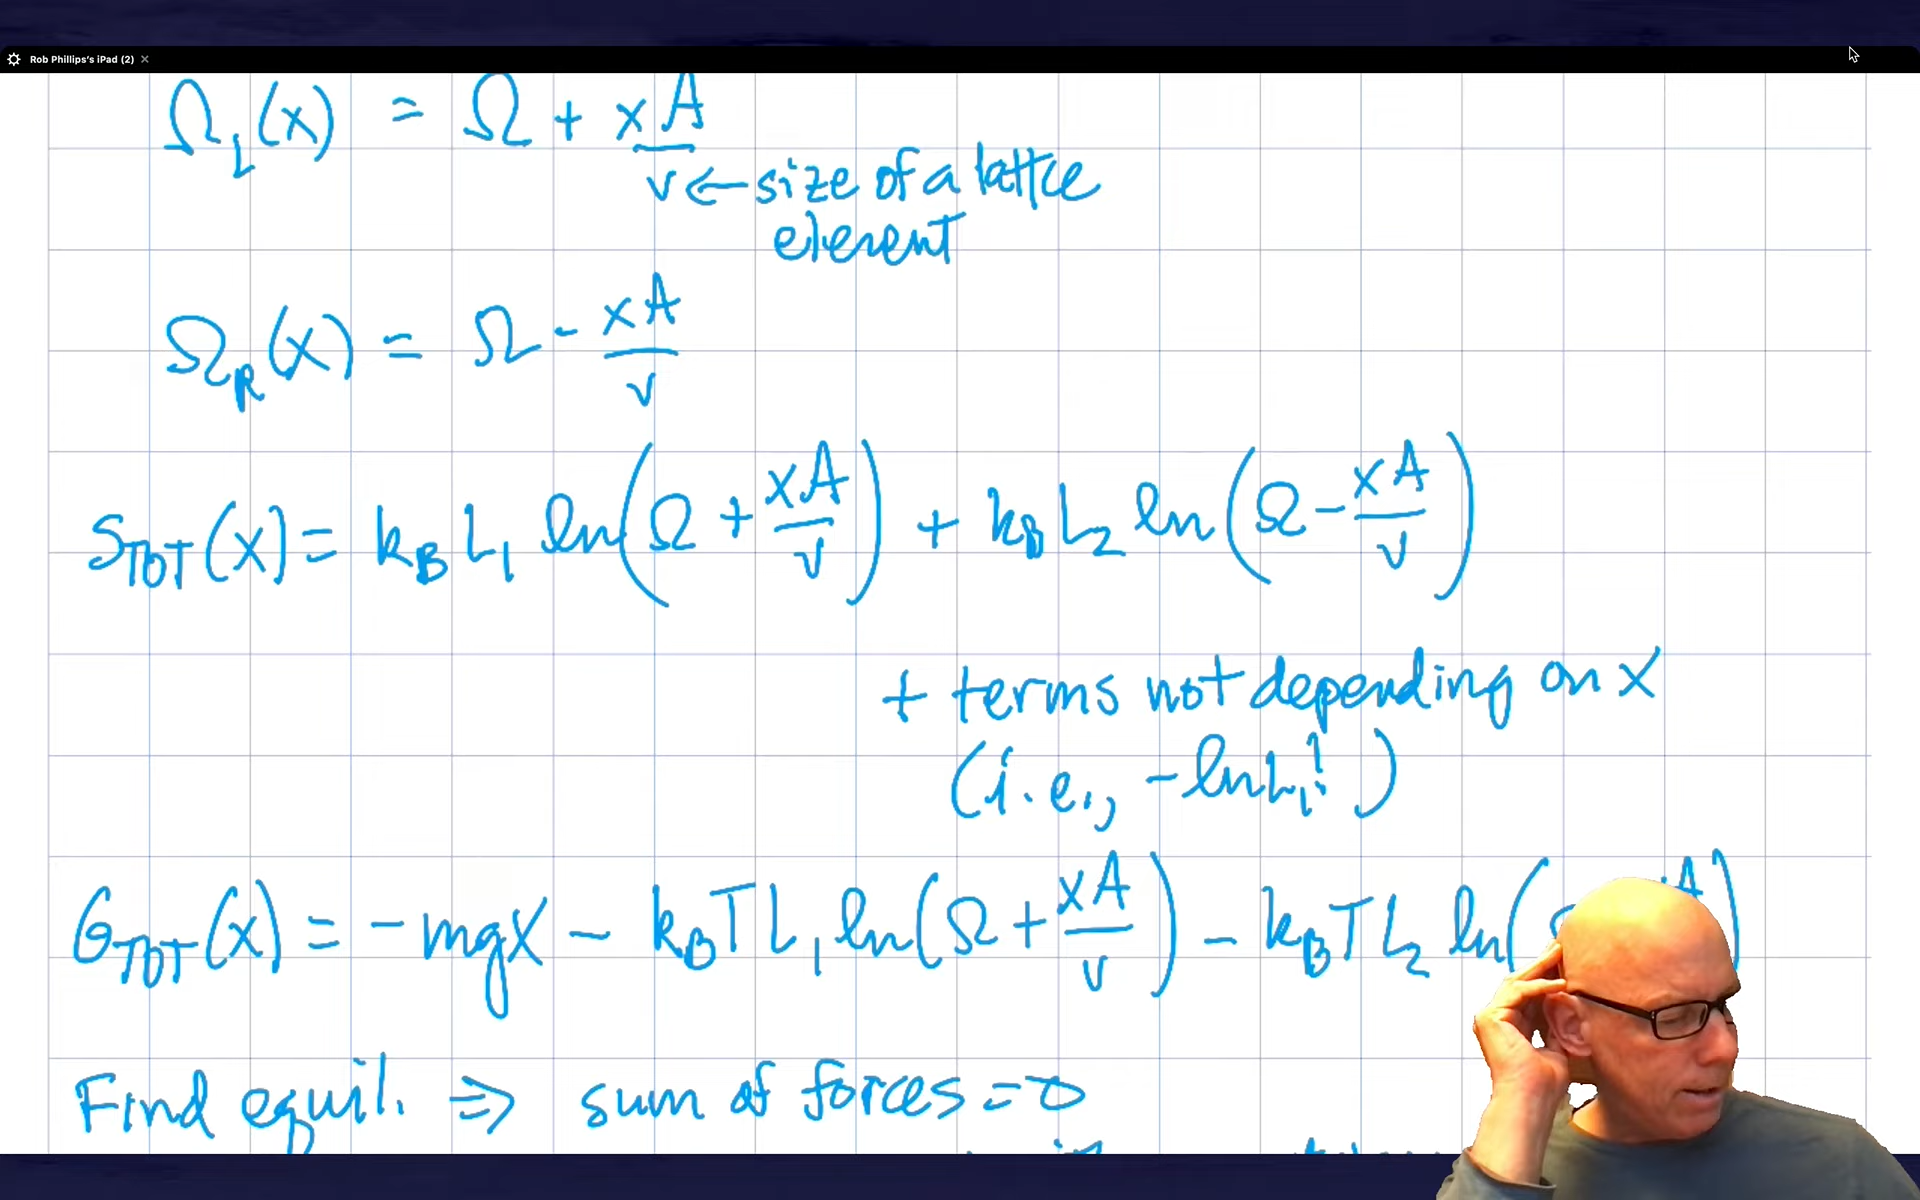 Rob Phillips's iPad (2) ×
Ω_L(x) = Ω + xA/v ← size of a lattice
element
Ω_R(x) = Ω - xA/v
S_TOT(x) = k_B L_1 ln(Ω + xA/v) + k_B L_2 ln(Ω - xA/v)
+ terms not depending on x
(i.e., -ln L_1! )
G_TOT(x) = -mgx - k_B T L_1 ln(Ω + xA/v) - k_B T L_2 ln( A )
Find equil. ⇒ sum of forces = 0